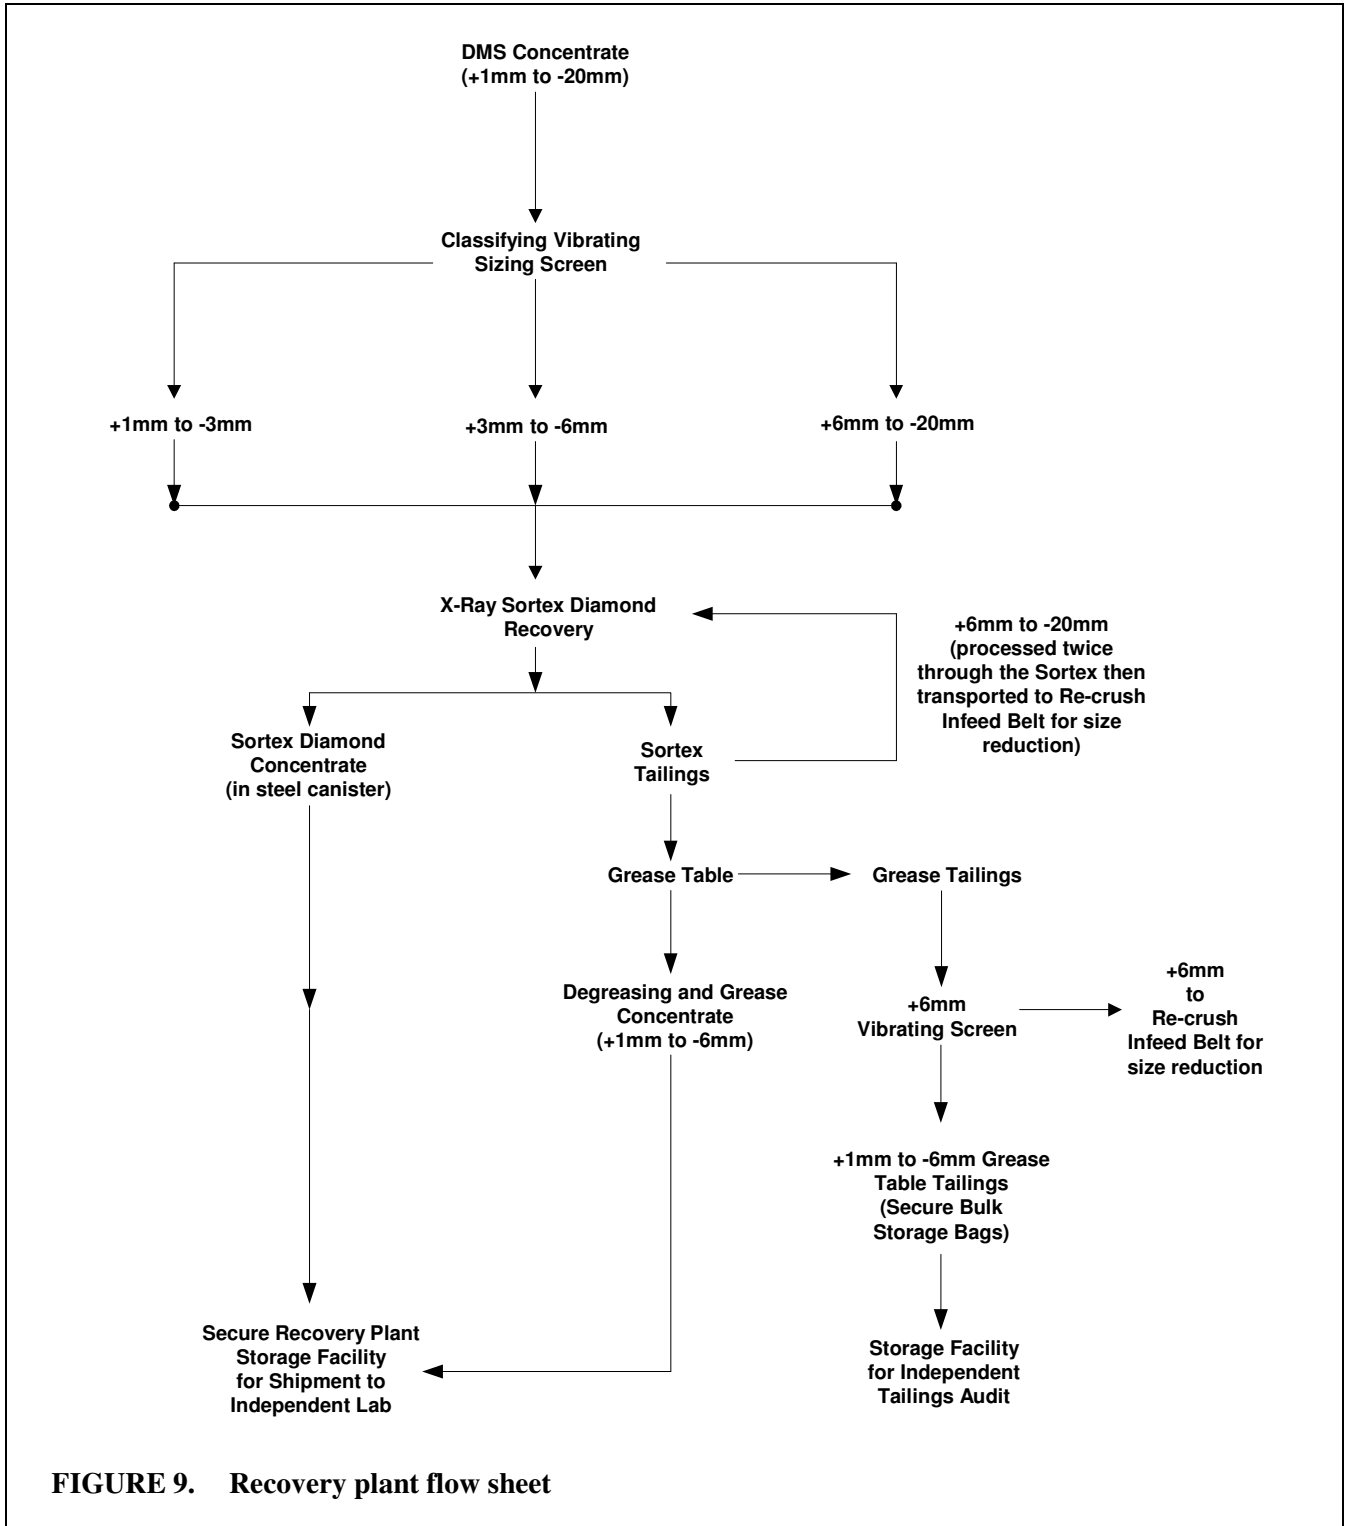 DMS Concentrate
(+1mm to -20mm)
Classifying Vibrating
Sizing Screen
+1mm to -3mm
+3mm to -6mm
+6mm to -20mm
X-Ray Sortex Diamond
Recovery
+6mm to -20mm
(processed twice
through the Sortex then
transported to Re-crush
Infeed Belt for size
reduction)
Sortex Diamond
Concentrate
(in steel canister)
Sortex
Tailings
Grease Table
Grease Tailings
Degreasing and Grease
Concentrate
(+1mm to -6mm)
+6mm
Vibrating Screen
+6mm
to
Re-crush
Infeed Belt for
size reduction
+1mm to -6mm Grease
Table Tailings
(Secure Bulk
Storage Bags)
Secure Recovery Plant
Storage Facility
for Shipment to
Independent Lab
Storage Facility
for Independent
Tailings Audit
FIGURE 9. Recovery plant flow sheet